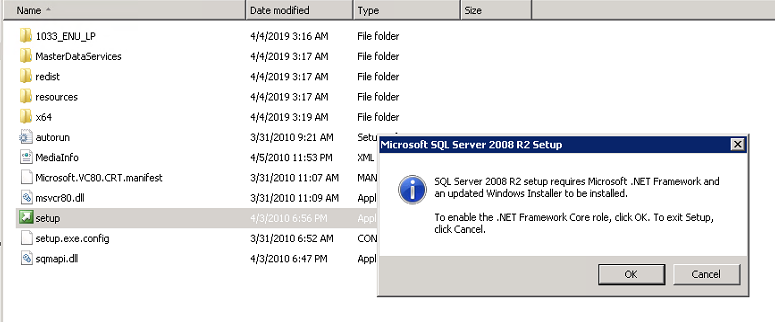 Name Date modified Type Size
1033_ENU_LP 4/4/2019 3:16 AM File folder
MasterDataServices 4/4/2019 3:17 AM File folder
redist 4/4/2019 3:17 AM File folder
resources 4/4/2019 3:17 AM File folder
x64 4/4/2019 3:19 AM File folder
autorun 3/31/2010 9:21 AM Setu
MediaInfo 4/5/2010 11:53 PM XML
Microsoft.VC80.CRT.manifest 3/31/2010 11:07 AM MAN
msvcr80.dll 3/31/2010 11:09 AM Appl
setup 4/3/2010 6:56 PM Appl
setup.exe.config 3/31/2010 6:52 AM CON
sqmapi.dll 4/3/2010 6:47 PM Appl
Microsoft SQL Server 2008 R2 Setup
SQL Server 2008 R2 setup requires Microsoft .NET Framework and
an updated Windows Installer to be installed.
To enable the .NET Framework Core role, click OK. To exit Setup,
click Cancel.
OK Cancel